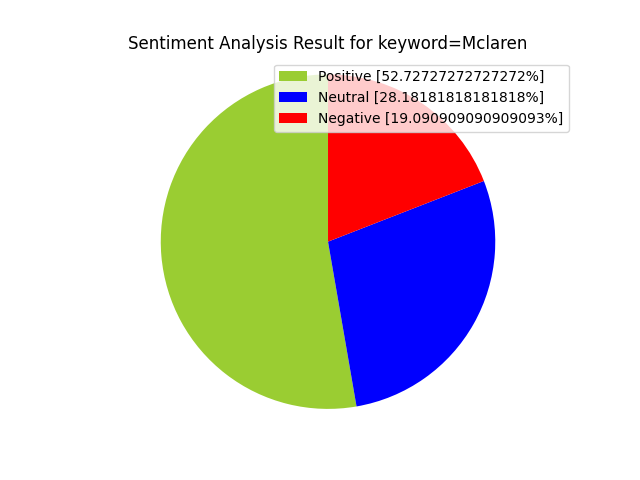 Sentiment Analysis Result for keyword=Mclaren
Positive [52.72727272727272%]
Neutral [28.18181818181818%]
Negative [19.090909090909093%]